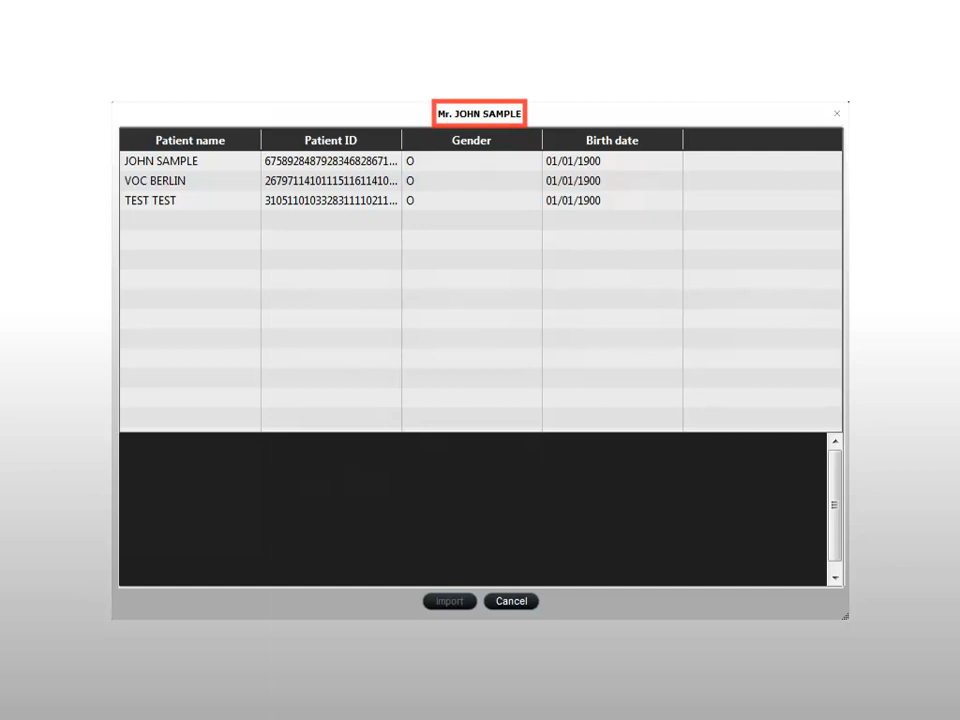 Mr. JOHN SAMPLE
Patient name Patient ID Gender Birth date
JOHN SAMPLE 6758928487928346828671... O 01/01/1900
VOC BERLIN 2679711410111511611410... O 01/01/1900
TEST TEST 3105110103328311110211... O 01/01/1900
Import Cancel